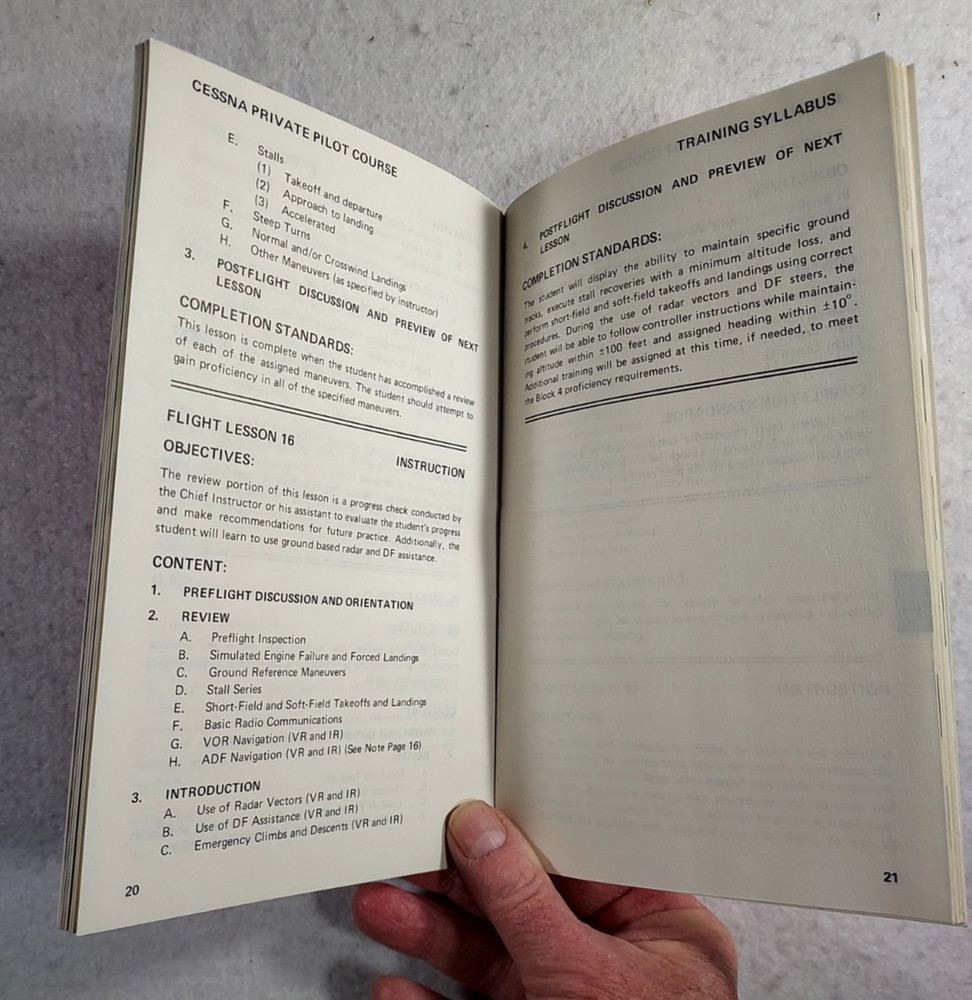 CESSNA PRIVATE PILOT COURSE
E. Stalls
(1) Takeoff and departure
(2) Approach to landing
(3) Accelerated
F. Steep Turns
G. Normal and/or Crosswind Landings
H. Other Maneuvers (as specified by instructor)
3. POSTFLIGHT DISCUSSION AND PREVIEW OF NEXT
LESSON
COMPLETION STANDARDS:
This lesson is complete when the student has accomplished a review
of each of the assigned maneuvers. The student should attempt to
gain proficiency in all of the specified maneuvers.
FLIGHT LESSON 16 INSTRUCTION
OBJECTIVES:
The review portion of this lesson is a progress check conducted by
the Chief Instructor or his assistant to evaluate the student's progress
and make recommendations for future practice. Additionally, the
student will learn to use ground based radar and DF assistance.
CONTENT:
1. PREFLIGHT DISCUSSION AND ORIENTATION
2. REVIEW
A. Preflight Inspection
B. Simulated Engine Failure and Forced Landings
C. Ground Reference Maneuvers
D. Stall Series
E. Short-Field and Soft-Field Takeoffs and Landings
F. Basic Radio Communications
G. VOR Navigation (VR and IR)
H. ADF Navigation (VR and IR) (See Note Page 16)
3. INTRODUCTION
A. Use of Radar Vectors (VR and IR)
B. Use of DF Assistance (VR and IR)
C. Emergency Climbs and Descents (VR and IR)
20
TRAINING SYLLABUS
4. POSTFLIGHT DISCUSSION AND PREVIEW OF NEXT
LESSON
COMPLETION STANDARDS:
The student will display the ability to maintain specific ground
tracks, execute stall recoveries with a minimum altitude loss, and
perform short-field and soft-field takeoffs and landings using correct
procedures. During the use of radar vectors and DF steers, the
student will be able to follow controller instructions while maintain-
ing altitude within ±100 feet and assigned heading within ±10°.
Additional training will be assigned at this time, if needed, to meet
the Block 4 proficiency requirements.
21